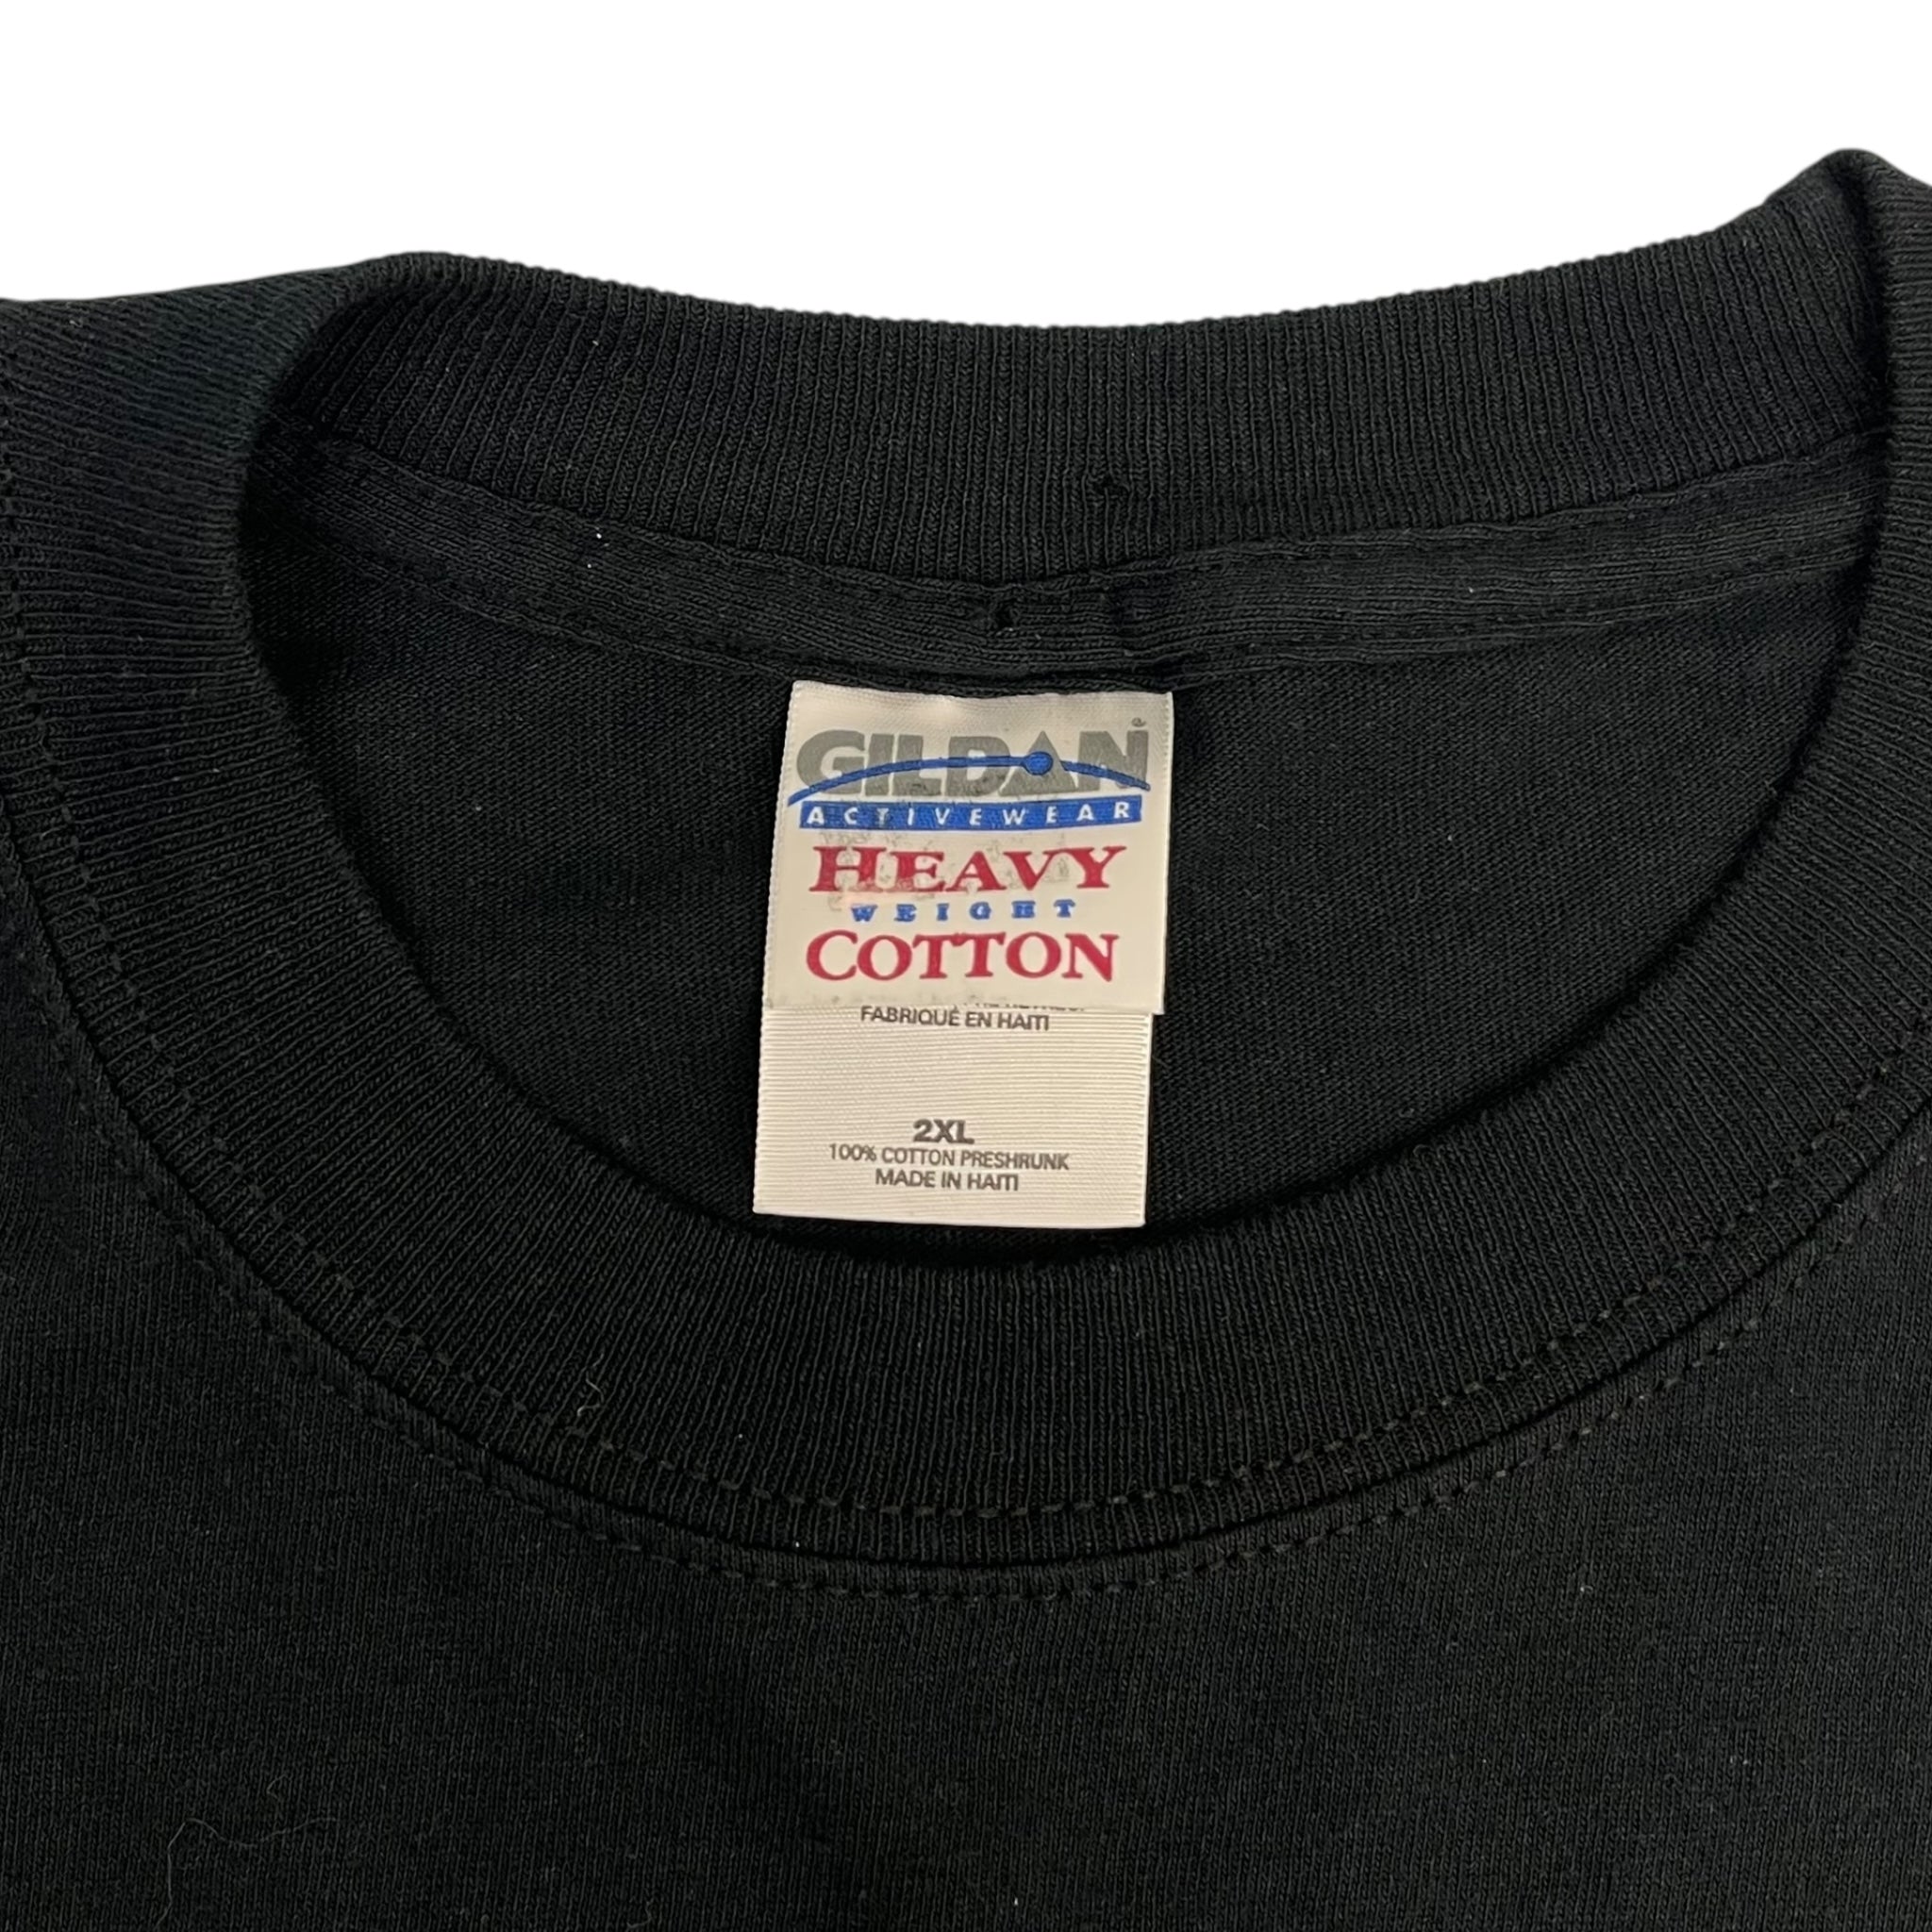 GILDAN®
ACTIVEWEAR
HEAVY
WEIGHT
COTTON
FABRIQUÉ EN HAITI
2XL
100% COTTON PRESHRUNK
MADE IN HAITI